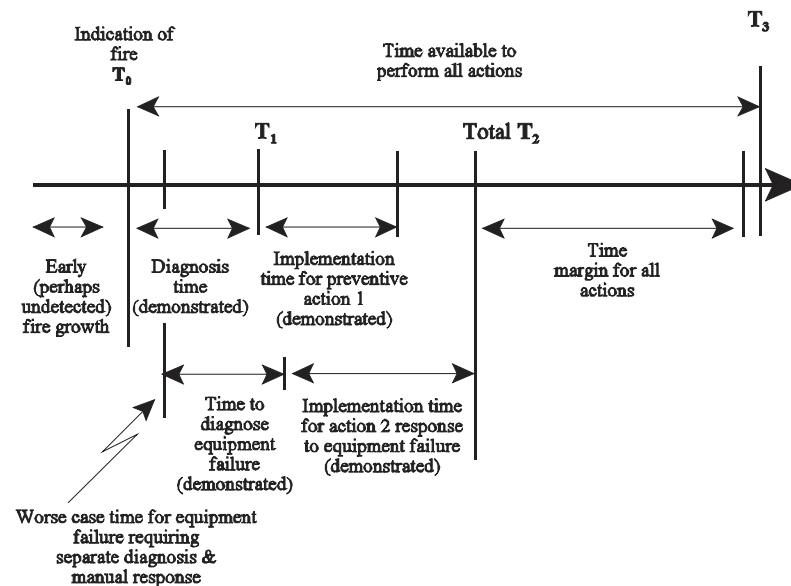 Indication of
fire
T0
Time available to
perform all actions
T3
T1
Total T2
Early
(perhaps
undetected)
fire growth
Diagnosis
time
(demonstrated)
Implementation
time for preventive
action 1
(demonstrated)
Time
margin for all
actions
Time to
diagnose
equipment
failure
(demonstrated)
Implementation time
for action 2 response
to equipment failure
(demonstrated)
Worse case time for equipment
failure requiring
separate diagnosis &
manual response